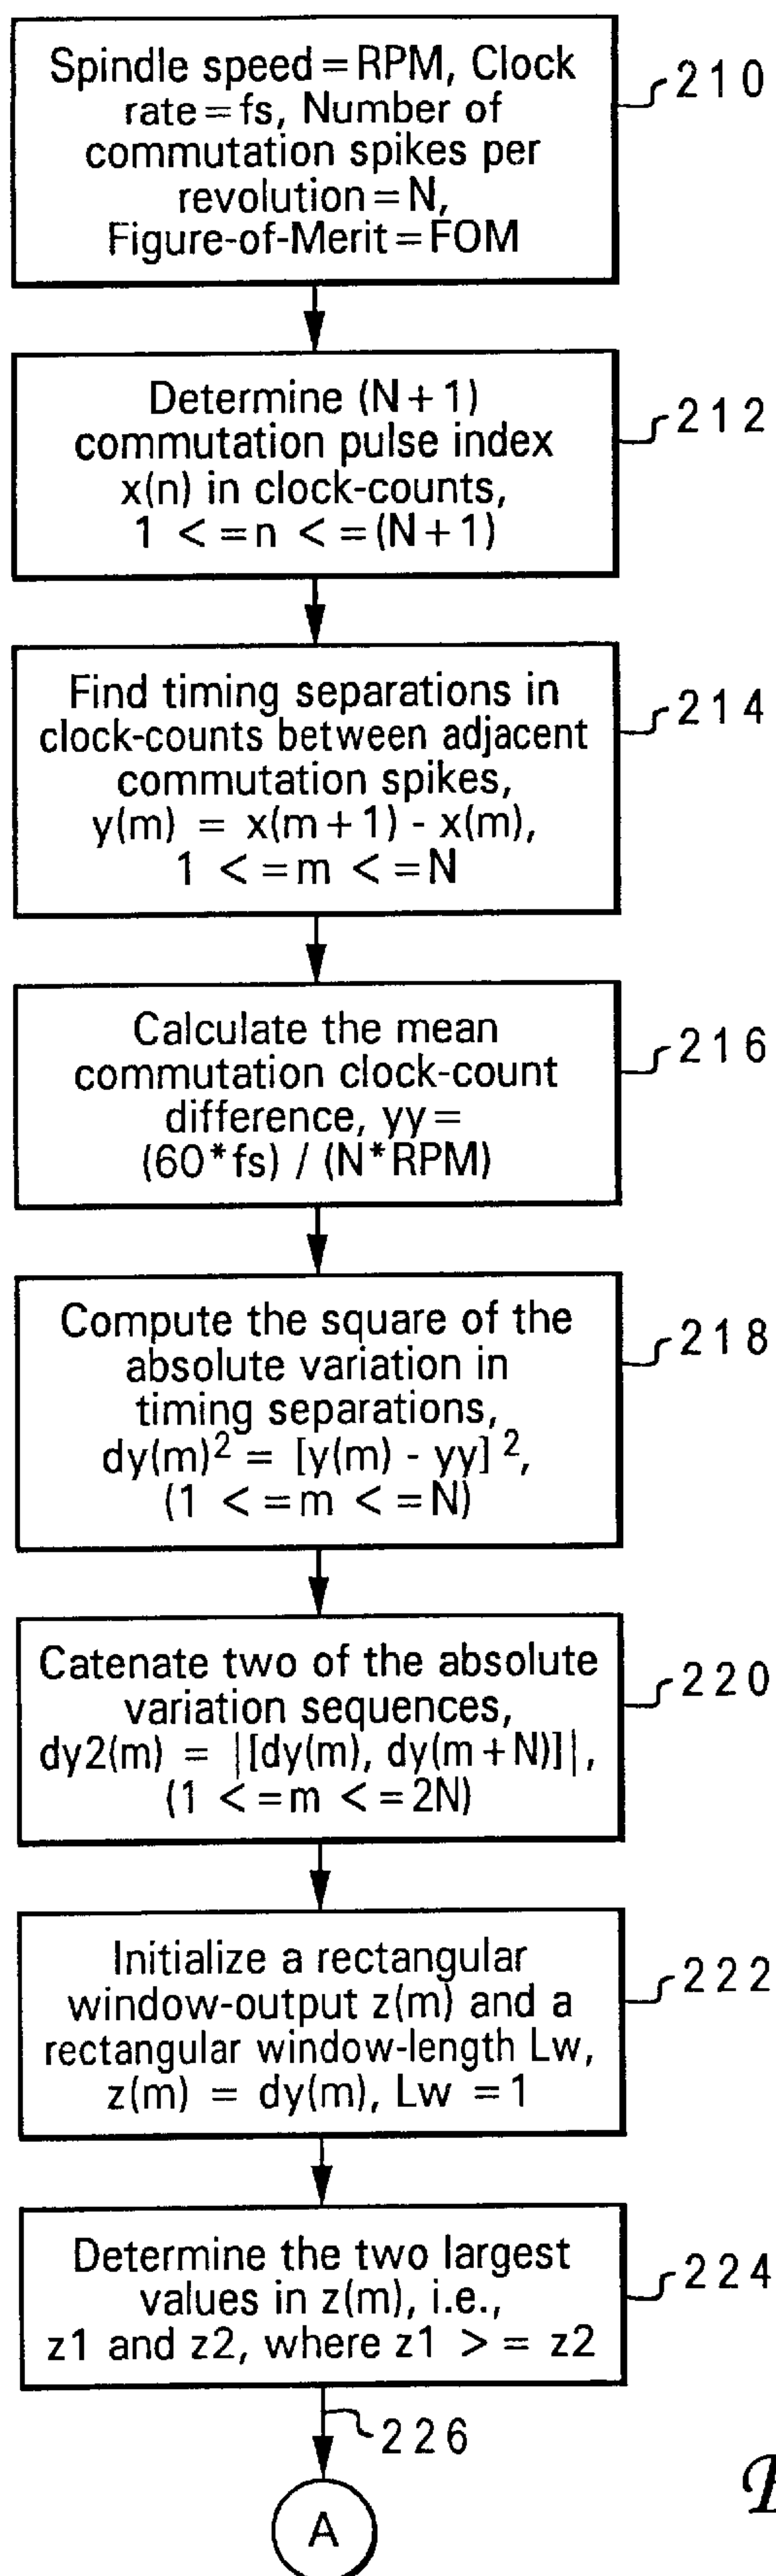 Spindle speed = RPM, Clock
rate = fs, Number of
commutation spikes per
revolution = N,
Figure-of-Merit = FOM
210
Determine (N + 1)
commutation pulse index
x(n) in clock-counts,
1 < = n < = (N + 1)
212
Find timing separations in
clock-counts between adjacent
commutation spikes,
y(m) = x(m + 1) - x(m),
1 < = m < = N
214
Calculate the mean
commutation clock-count
difference, yy =
(60*fs) / (N*RPM)
216
Compute the square of the
absolute variation in
timing separations,
dy(m)² = [y(m) - yy]²,
(1 < = m < = N)
218
Catenate two of the absolute
variation sequences,
dy2(m) = |[dy(m), dy(m + N)]|,
(1 < = m < = 2N)
220
Initialize a rectangular
window-output z(m) and a
rectangular window-length Lw,
z(m) = dy(m), Lw = 1
222
Determine the two largest
values in z(m), i.e.,
z1 and z2, where z1 > = z2
224
226
A